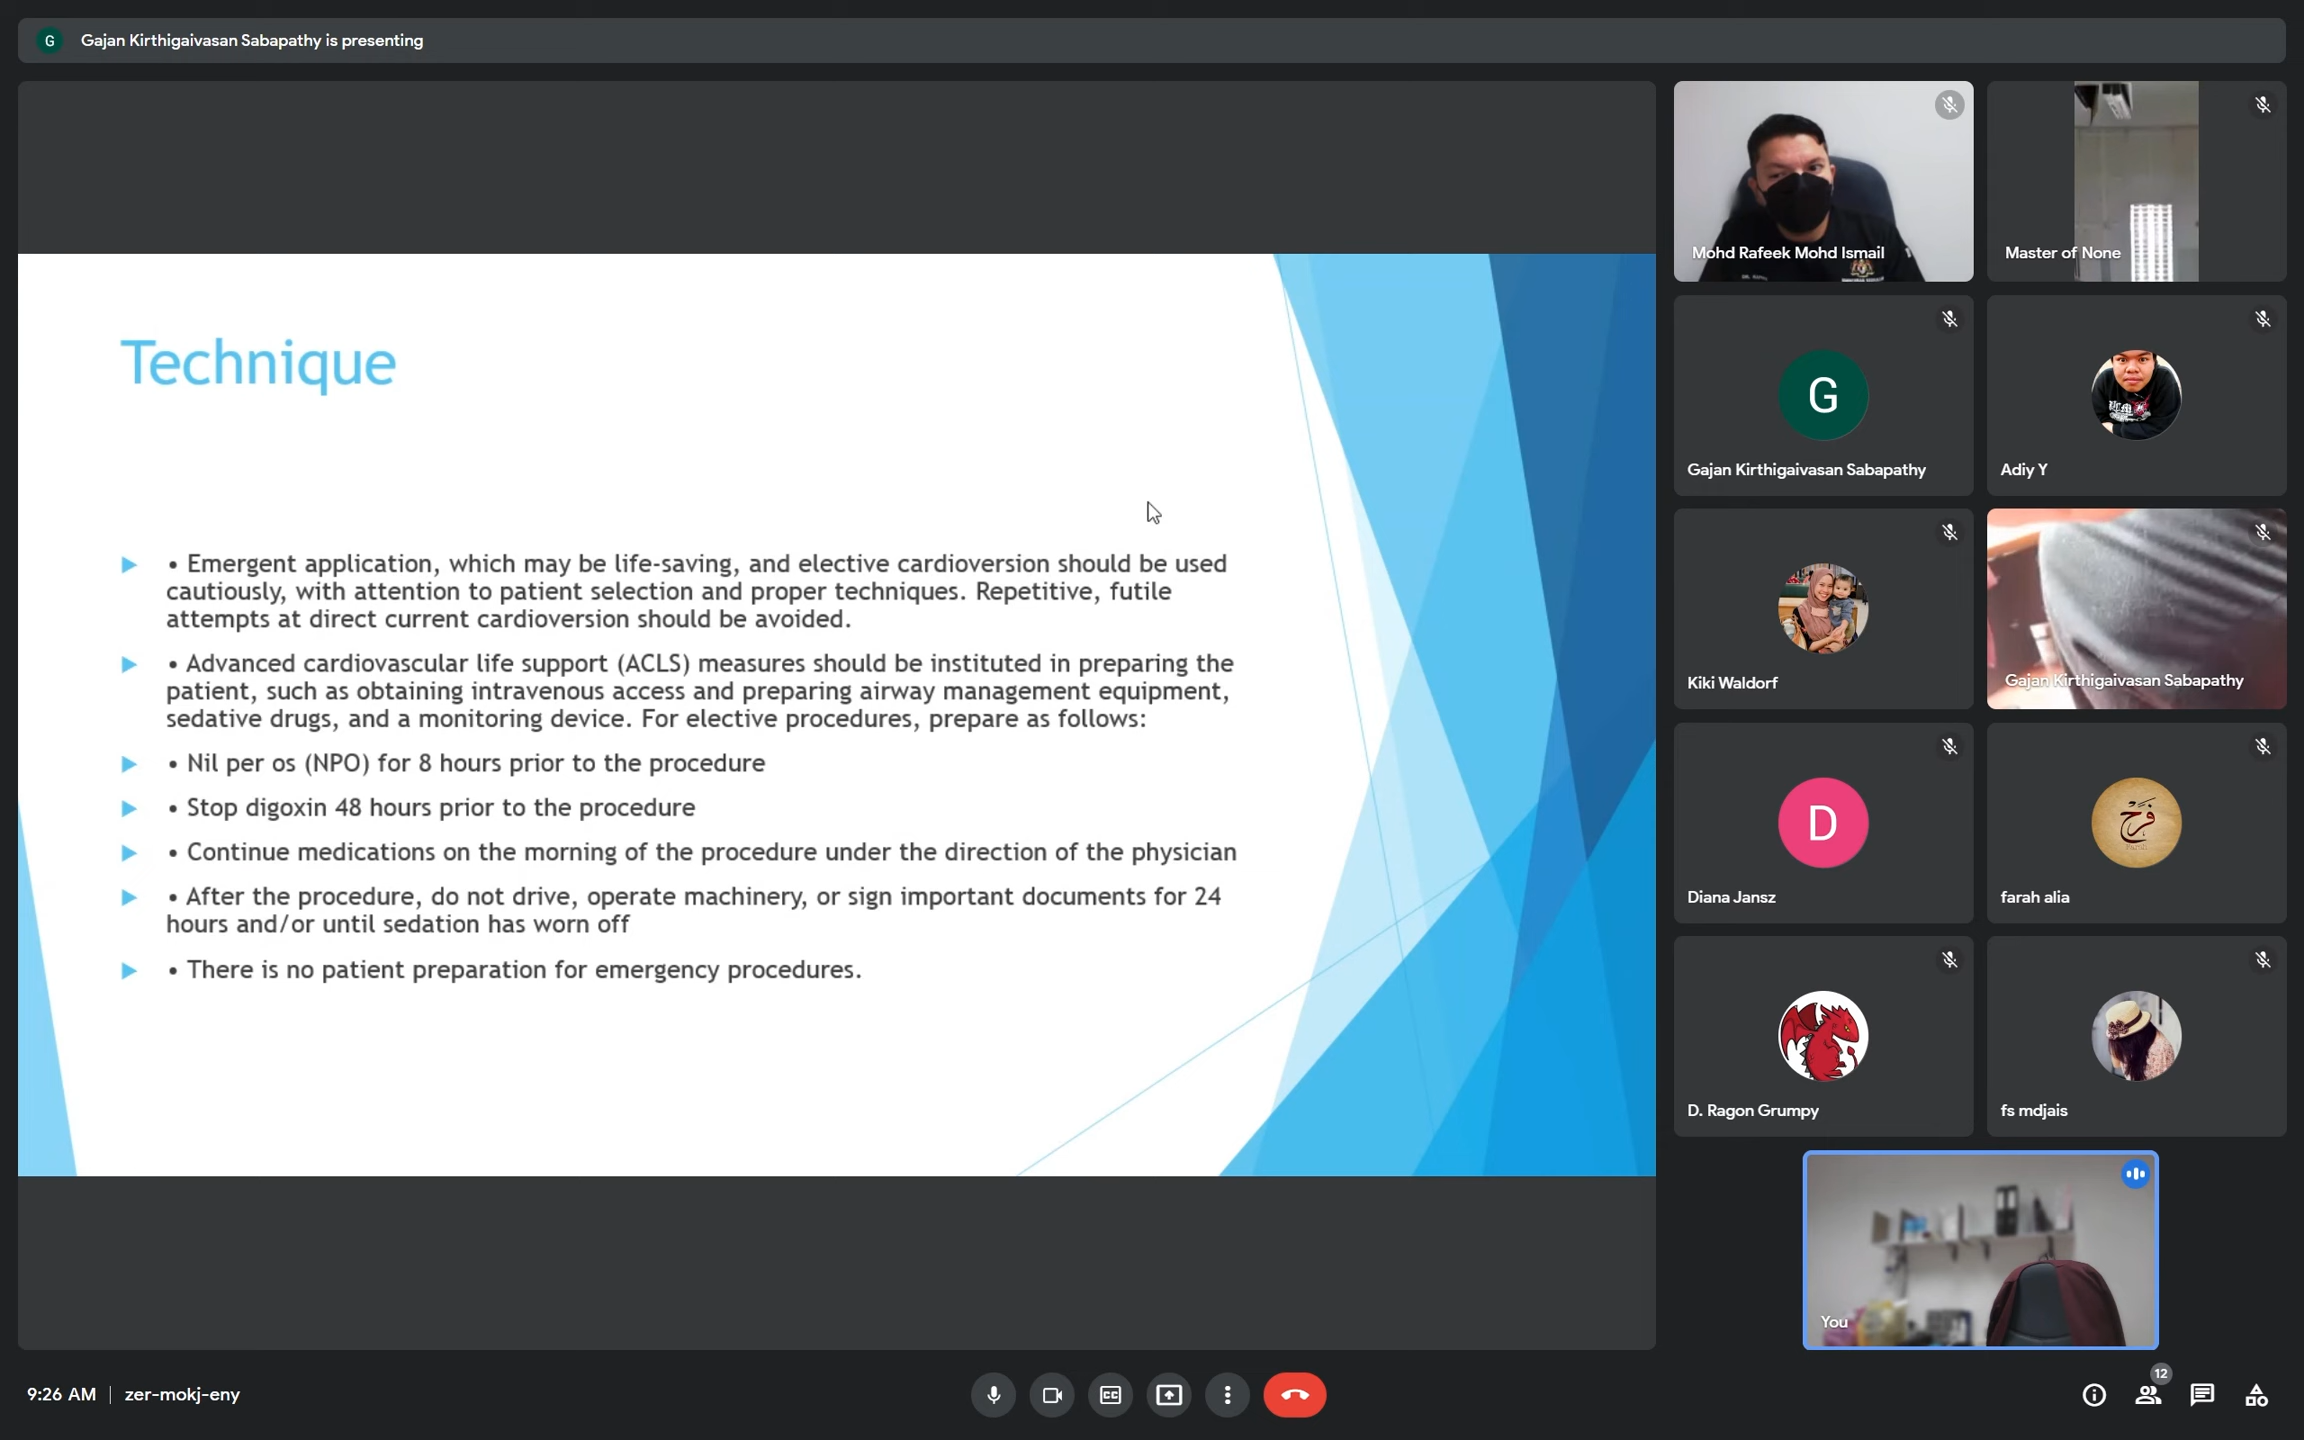 G Gajan Kirthigaivasan Sabapathy is presenting
Technique
• Emergent application, which may be life-saving, and elective cardioversion should be used
cautiously, with attention to patient selection and proper techniques. Repetitive, futile
attempts at direct current cardioversion should be avoided.
• Advanced cardiovascular life support (ACLS) measures should be instituted in preparing the
patient, such as obtaining intravenous access and preparing airway management equipment,
sedative drugs, and a monitoring device. For elective procedures, prepare as follows:
• Nil per os (NPO) for 8 hours prior to the procedure
• Stop digoxin 48 hours prior to the procedure
• Continue medications on the morning of the procedure under the direction of the physician
• After the procedure, do not drive, operate machinery, or sign important documents for 24
hours and/or until sedation has worn off
• There is no patient preparation for emergency procedures.
Mohd Rafeek Mohd Ismail
Master of None
G
Gajan Kirthigaivasan Sabapathy
Adiy Y
Kiki Waldorf
Gajan Kirthigaivasan Sabapathy
D
Diana Jansz
فرح
farah alia
D. Ragon Grumpy
fs mdjais
You
9:26 AM | zer-mokj-eny
CC
12